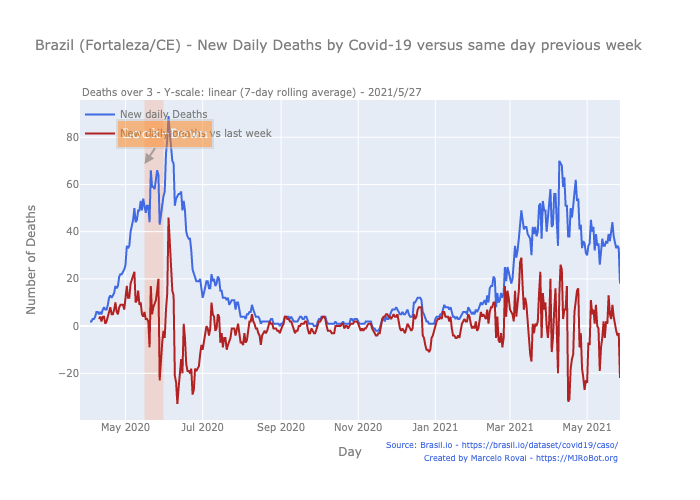 Brazil (Fortaleza/CE) - New Daily Deaths by Covid-19 versus same day previous week
Deaths over 3 - Y-scale: linear (7-day rolling average) - 2021/5/27
New daily Deaths
vs last week
80
60
40
20
0
−20
Number of Deaths
May 2020
Jul 2020
Sep 2020
Nov 2020
Jan 2021
Mar 2021
May 2021
Day
Source: Brasil.io - https://brasil.io/dataset/covid19/caso/
Created by Marcelo Rovai - https://MJRoBot.org